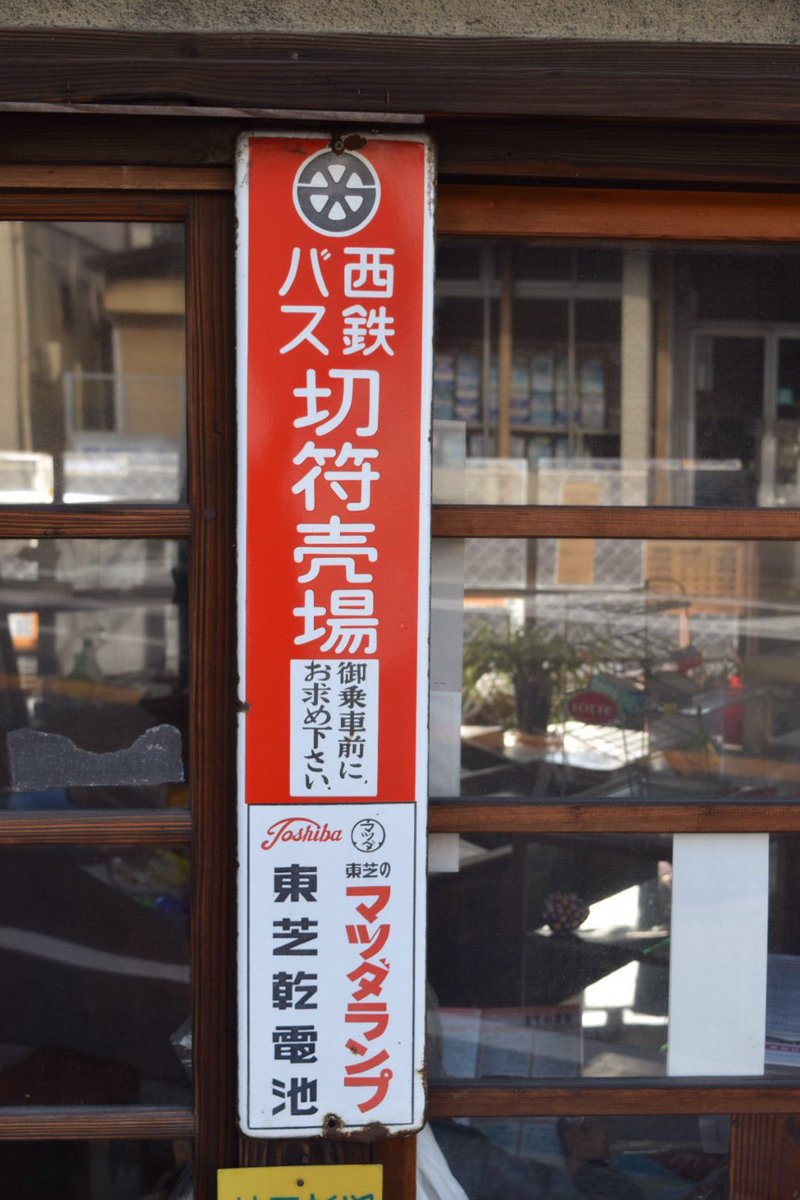 西鉄
バス
切符売場
御乗車前に
お求め下さい
Toshiba
マツダ
東芝の
マツダランプ
東芝乾電池
LOTTE